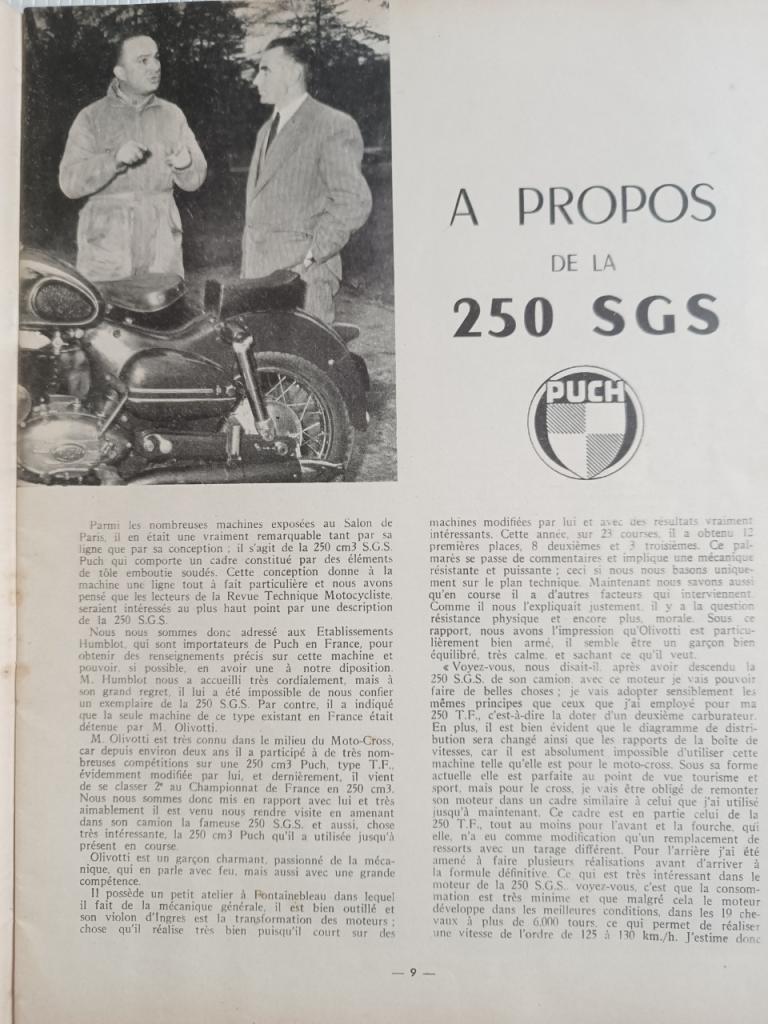 A PROPOS
DE LA
250 SGS
PUCH
Parmi les nombreuses machines exposées au Salon de
Paris, il en était une vraiment remarquable tant par sa
ligne que par sa conception ; il s'agit de la 250 cm3 S.G.S.
Puch qui comporte un cadre constitué par des éléments
de tôle emboutie soudés. Cette conception donne à la
machine une ligne tout à fait particulière et nous avons
pensé que les lecteurs de la Revue Technique Motocycliste,
seraient intéressés au plus haut point par une description
de la 250 S.G.S.
Nous nous sommes donc adressé aux Etablissements
Humblot, qui sont importateurs de Puch en France, pour
obtenir des renseignements précis sur cette machine et
pouvoir, si possible, en avoir une à notre diposition.
M. Humblot nous a accueilli très cordialement, mais à
son grand regret, il lui a été impossible de nous confier
un exemplaire de la 250 S.G.S. Par contre, il a indiqué
que la seule machine de ce type existant en France était
détenue par M. Olivotti.
M. Olivotti est très connu dans le milieu du Moto-Cross,
car depuis environ deux ans il a participé à de très nom-
breuses compétitions sur une 250 cm3 Puch, type T.F.,
évidemment modifiée par lui, et dernièrement, il vient
de se classer 2e au Championnat de France en 250 cm3.
Nous nous sommes donc mis en rapport avec lui et très
aimablement il est venu nous rendre visite en amenant
dans son camion la fameuse 250 S.G.S. et aussi, chose
très intéressante, la 250 cm3 Puch qu'il a utilisée jusqu'à
présent en course.
Olivotti est un garçon charmant, passionné de la méca-
nique, qui en parle avec feu, mais aussi avec une grande
compétence.
Il possède un petit atelier à Fontainebleau dans lequel
il fait de la mécanique générale, il est bien outillé et
son violon d'Ingres est la transformation des moteurs ;
chose qu'il réalise très bien puisqu'il court sur des
machines modifiées par lui et avec des résultats vraiment
intéressants. Cette année, sur 23 courses, il a obtenu 12
premières places, 8 deuxièmes et 3 troisièmes. Ce pal-
marès se passe de commentaires et implique une mécanique
résistante et puissante ; ceci si nous nous basons unique-
ment sur le plan technique. Maintenant nous savons aussi
qu'en course il a d'autres facteurs qui interviennent.
Comme il nous l'expliquait justement, il y a la question
résistance physique et encore plus, morale. Sous ce
rapport, nous avons l'impression qu'Olivotti est particu-
lièrement bien armé, il semble être un garçon bien
équilibré, très calme, et sachant ce qu'il veut.
« Voyez-vous, nous disait-il, après avoir descendu la
250 S.G.S. de son camion, avec ce moteur je vais pouvoir
faire de belles choses ; je vais adopter sensiblement les
mêmes principes que ceux que j'ai employé pour ma
250 T.F., c'est-à-dire la doter d'un deuxième carburateur.
En plus, il est bien évident que le diagramme de distri-
bution sera changé ainsi que les rapports de la boîte de
vitesses, car il est absolument impossible d'utiliser cette
machine telle qu'elle est pour le moto-cross. Sous sa forme
actuelle elle est parfaite au point de vue tourisme et
sport, mais pour le cross, je vais être obligé de remonter
son moteur dans un cadre similaire à celui que j'ai utilisé
jusqu'à maintenant. Ce cadre est en partie celui de la
250 T.F., tout au moins pour l'avant et la fourche, qui
elle, n'a eu comme modification qu'un remplacement de
ressorts avec un tarage différent. Pour l'arrière j'ai été
amené à faire plusieurs réalisations avant d'arriver à
la formule définitive. Ce qui est très intéressant dans le
moteur de la 250 S.G.S., voyez-vous, c'est que la consom-
mation est très minime et que malgré cela le moteur
développe dans les meilleures conditions, dans les 19 che-
vaux à plus de 6.000 tours, ce qui permet de réaliser
une vitesse de l'ordre de 125 à 130 km./h. J'estime donc
— 9 —